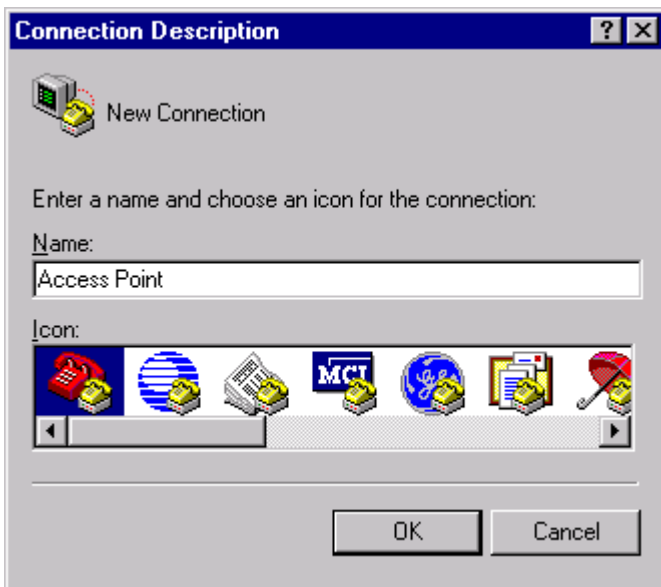 Connection Description
New Connection
Enter a name and choose an icon for the connection:
Name:
Access Point
Icon:
MCI
OK Cancel